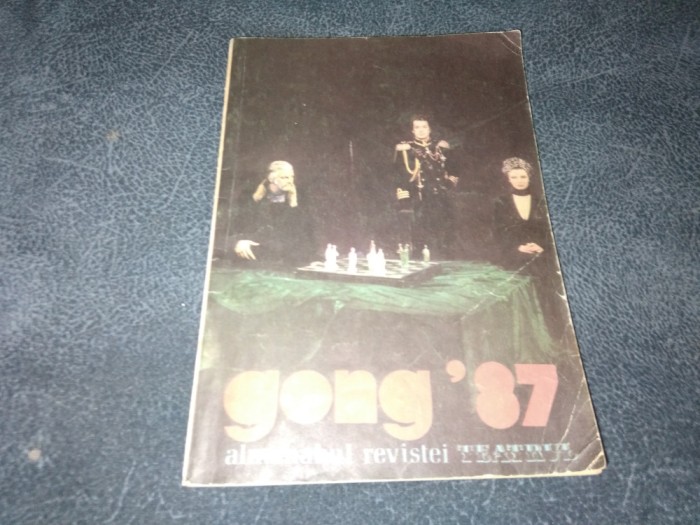 gong '87
almanahul revistei TEATRUL